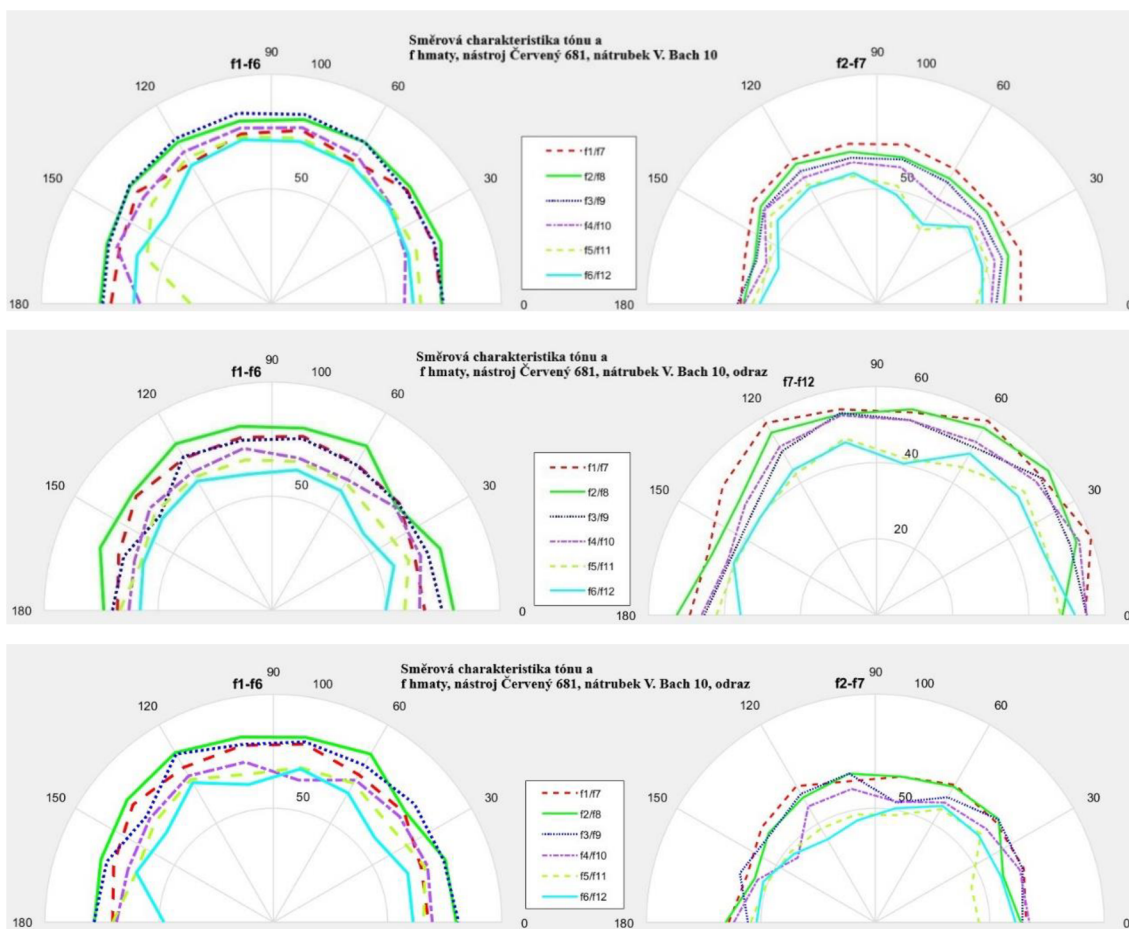 Směrová charakteristika tónu a
f hmaty, nástroj Červený 681, nátrubek V. Bach 10
f1-f6
90
100
120
60
150
30
50
180
0
f1/f7
f2/f8
f3/f9
f4/f10
f5/f11
f6/f12
f2-f7
90
100
120
60
150
30
50
180
0
Směrová charakteristika tónu a
f hmaty, nástroj Červený 681, nátrubek V. Bach 10, odraz
f1-f6
90
100
120
60
150
30
50
180
0
f1/f7
f2/f8
f3/f9
f4/f10
f5/f11
f6/f12
f7-f12
90
60
120
60
150
30
40
20
180
0
Směrová charakteristika tónu a
f hmaty, nástroj Červený 681, nátrubek V. Bach 10, odraz
f1-f6
90
100
120
60
150
30
50
180
0
f1/f7
f2/f8
f3/f9
f4/f10
f5/f11
f6/f12
f2-f7
90
100
120
60
150
30
50
180
0